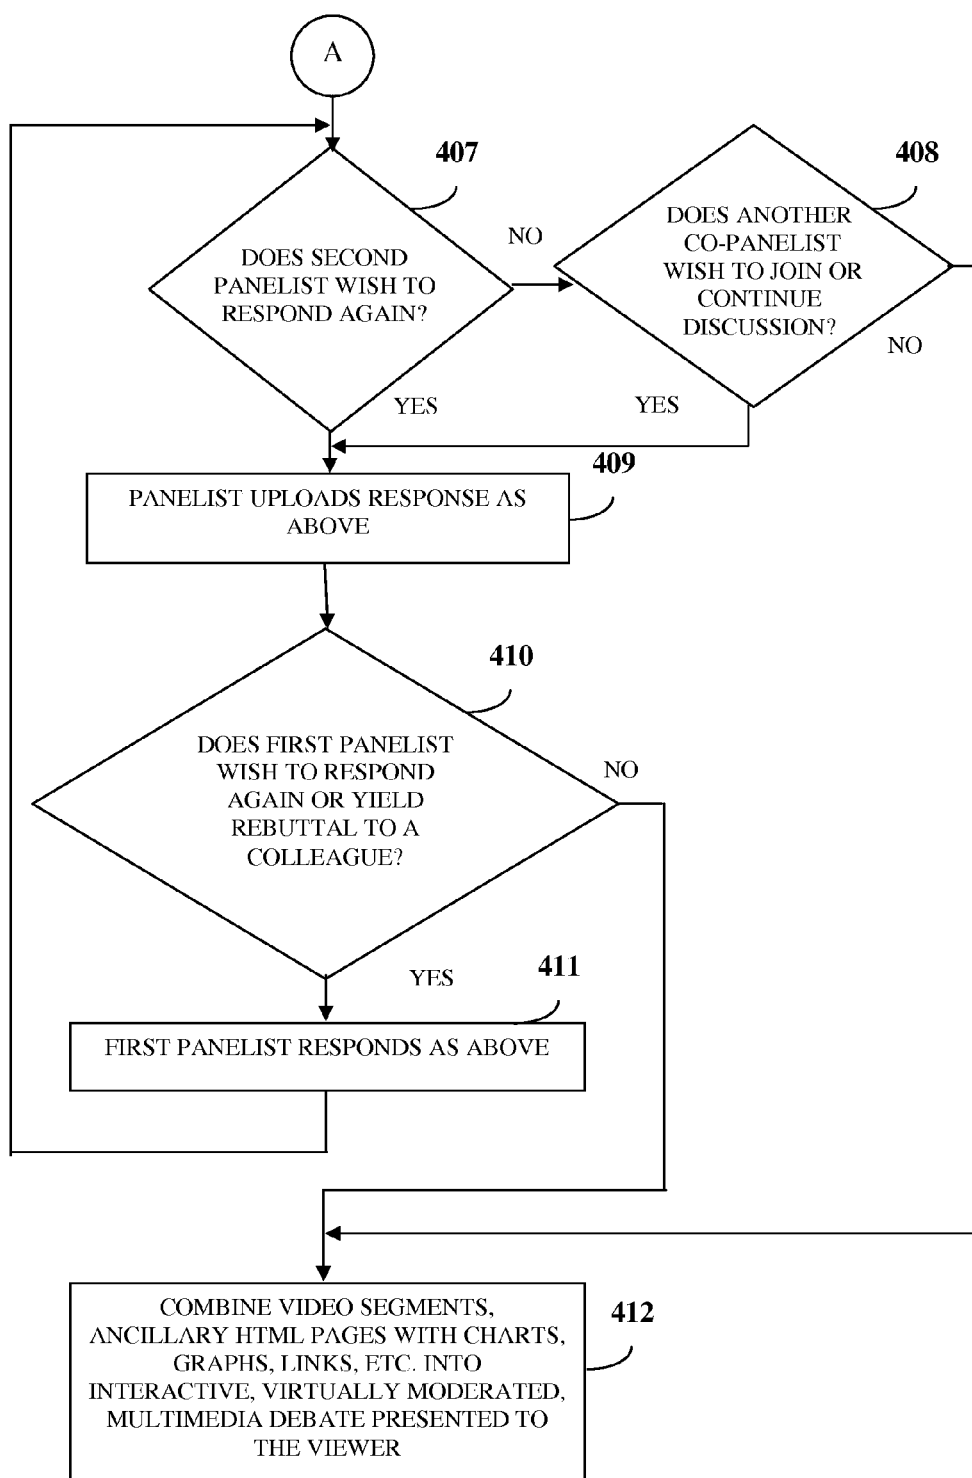 A
407
DOES SECOND
PANELIST WISH TO
RESPOND AGAIN?
NO
408
DOES ANOTHER
CO-PANELIST
WISH TO JOIN OR
CONTINUE
DISCUSSION?
NO
YES
YES
409
PANELIST UPLOADS RESPONSE AS
ABOVE
410
DOES FIRST PANELIST
WISH TO RESPOND
AGAIN OR YIELD
REBUTTAL TO A
COLLEAGUE?
NO
YES
411
FIRST PANELIST RESPONDS AS ABOVE
412
COMBINE VIDEO SEGMENTS,
ANCILLARY HTML PAGES WITH CHARTS,
GRAPHS, LINKS, ETC. INTO
INTERACTIVE, VIRTUALLY MODERATED,
MULTIMEDIA DEBATE PRESENTED TO
THE VIEWER